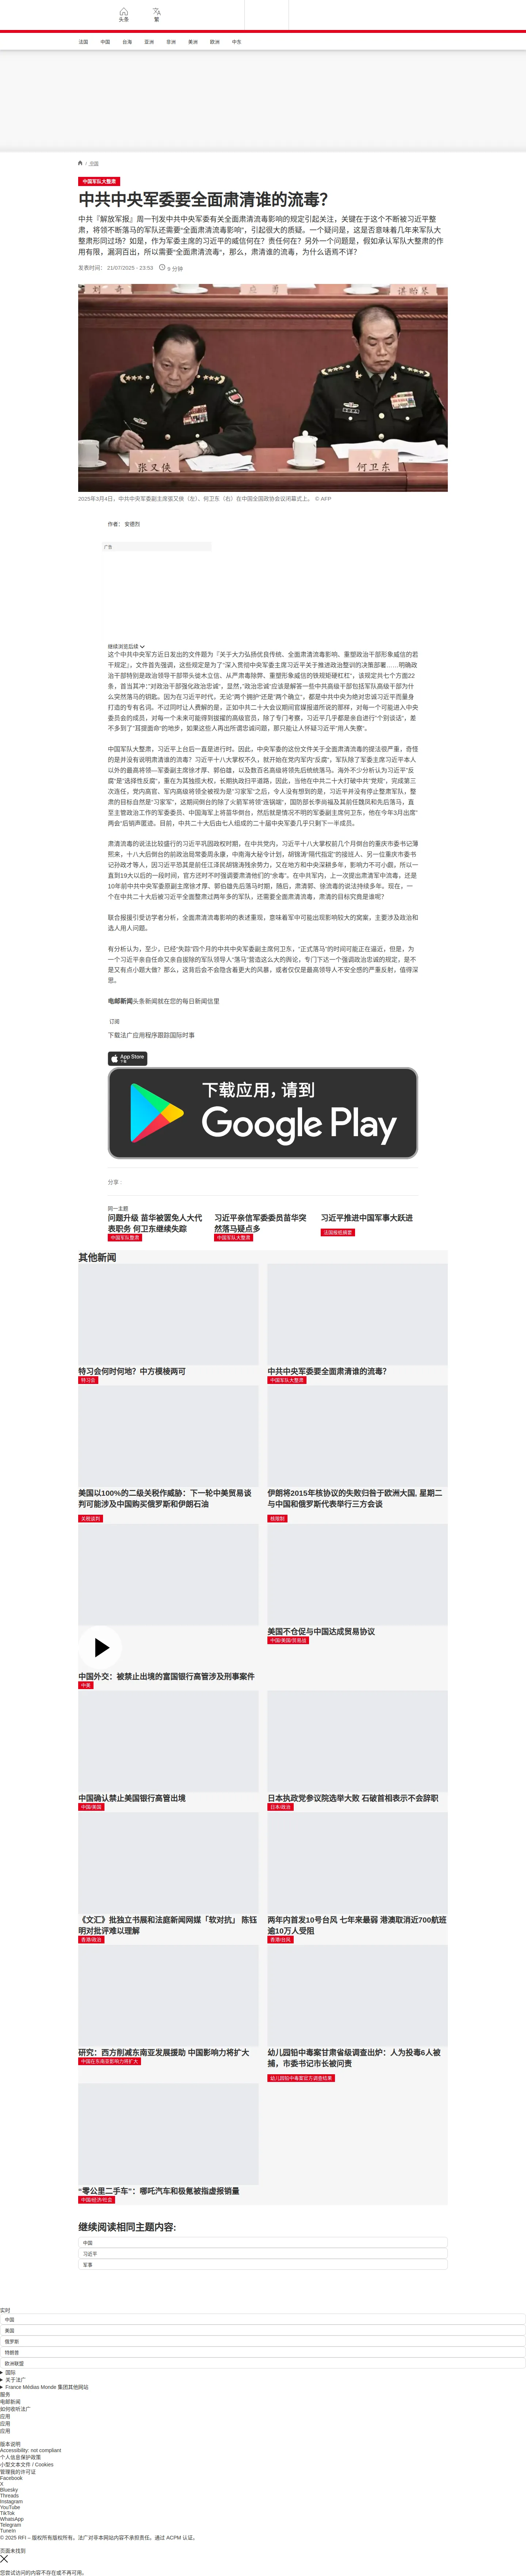 头条
繁
法国
中国
台海
亚洲
非洲
美洲
欧洲
中东
/ 中国
中国军队大整肃
中共中央军委要全面肃清谁的流毒？
中共『解放军报』周一刊发中共中央军委有关全面肃清流毒影响的规定引起关注，关键在于这个不断被习近平整
肃，将领不断落马的军队还需要“全面肃清流毒影响”，引起很大的质疑。一个疑问是，这是否意味着几年来军队大
整肃形同过场？如是，作为军委主席的习近平的威信何在？责任何在？另外一个问题是，假如承认军队大整肃的作
用有限，漏洞百出，所以需要“全面肃清流毒”，那么，肃清谁的流毒，为什么语焉不详？
发表时间： 21/07/2025 - 23:53
9 分钟
张又侠
何卫东
2025年3月4日，中共中央军委副主席张又侠（左）、何卫东（右）在中国全国政协会议闭幕式上。 © AFP
作者： 安德烈
广告
继续浏览后续
这个中共中央军方近日发出的文件题为『关于大力弘扬优良传统、全面肃清流毒影响、重塑政治干部形象威信的若
干规定』，文件首先强调，这些规定是为了“深入贯彻中央军委主席习近平关于推进政治整训的决策部署……明确政
治干部特别是政治领导干部带头徙木立信、从严肃毒除弊、重塑形象威信的铁规矩硬杠杠”，该规定共七个方面22
条，首当其冲：“对政治干部强化政治忠诚”，显然，“政治忠诚”应该是解答一些中共高级干部包括军队高级干部为什
么突然落马的钥匙。因为在习近平时代，无论“两个拥护”还是“两个确立”，都是中共中央为绝对忠诚习近平而量身
打造的专有名词。不过同时让人费解的是，正如中共二十大会议期间官媒报道所说的那样，对每一个可能进入中央
委员会的成员，对每一个未来可能得到拔擢的高级官员，除了专门考察，习近平几乎都是亲自进行“个别谈话”，差
不多到了“耳提面命”的地步，如果这些人再出所谓忠诚问题，那只能让人怀疑习近平“用人失察”。
中国军队大整肃，习近平上台后一直是进行时。因此，中央军委的这份文件关于全面肃清流毒的提法很严重，奇怪
的是并没有说明肃清谁的流毒？习近平十八大掌权不久，就开始在党内军内“反腐”，军队除了军委主席习近平本人
以外的最高将领—军委副主席徐才厚、郭伯雄，以及数百名高级将领先后统统落马。海外不少分析认为习近平“反
腐”是“选择性反腐”，重在为其独揽大权，长期执政扫平道路。因此，当他在中共二十大打破中共“党规”，完成第三
次连任，党内高官、军内高级将领全被视为是“习家军”之后，令人没有想到的是，习近平并没有停止整肃军队，整
肃的目标自然是“习家军”，这期间倒台的除了火箭军将领“连锅端”，国防部长李尚福及其前任魏凤和先后落马，直
至主管政治工作的军委委员、中国海军上将苗华倒台，然后就是情况不明的军委副主席何卫东，他在今年3月出席“
两会”后销声匿迹。目前，中共二十大后由七人组成的二十届中央军委几乎只剩下一半成员。
肃清流毒的说法比较盛行的习近平巩固政权时期，在中共党内，习近平十八大掌权前几个月倒台的重庆市委书记薄
熙来，十八大后倒台的前政治局常委周永康，中南海大秘令计划，胡锦涛“隔代指定”的接班人、另一位重庆市委书
记孙政才等人，因习近平恐其是前任江泽民胡锦涛残余势力，又在地方和中央深耕多年，影响力不可小觑，所以一
直到19大以后的一段时间，官方还时不时强调要肃清他们的“余毒”。在中共军内，上一次提出肃清军中流毒，还是
10年前中共中央军委原副主席徐才厚、郭伯雄先后落马时期，随后，肃清郭、徐流毒的说法持续多年。现在，一
个在中共二十大后被习近平全面整肃过两年多的军队，还需要全面肃清流毒，肃清的目标究竟是谁呢？
联合报援引受访学者分析，全面肃清流毒影响的表述重现，意味着军中可能出现影响较大的窝案，主要涉及政治和
选人用人问题。
有分析认为，至少，已经“失踪”四个月的中共中央军委副主席何卫东，“正式落马”的时间可能正在逼近，但是，为
一个习近平亲自任命又亲自拔除的军队领导人“落马”营造这么大的舆论，专门下达一个强调政治忠诚的规定，是不
是又有点小题大做？那么，这背后会不会隐含着更大的风暴，或者仅仅是最高领导人不安全感的严重反射，值得深
思。
电邮新闻头条新闻就在您的每日新闻信里
订阅
下载法广应用程序跟踪国际时事
App Store
下载
下载应用，请到
Google Play
分享 :
同一主题
问题升级 苗华被罢免人大代
表职务 何卫东继续失踪
中国军队整肃
习近平亲信军委委员苗华突
然落马疑点多
中国军队大整肃
习近平推进中国军事大跃进
法国报纸摘要
其他新闻
特习会何时何地？中方模棱两可
特习会
中共中央军委要全面肃清谁的流毒？
中国军队大整肃
美国以100%的二级关税作威胁：下一轮中美贸易谈
判可能涉及中国购买俄罗斯和伊朗石油
关税谈判
伊朗将2015年核协议的失败归咎于欧洲大国, 星期二
与中国和俄罗斯代表举行三方会谈
核规制
中国外交：被禁止出境的富国银行高管涉及刑事案件
中美
美国不仓促与中国达成贸易协议
中国/美国/贸易战
中国确认禁止美国银行高管出境
中国/美国
日本执政党参议院选举大败 石破首相表示不会辞职
日本/政治
《文汇》批独立书展和法庭新闻网媒「软对抗」 陈钰
明对批评难以理解
香港/政治
两年内首发10号台风 七年来最弱 港澳取消近700航班
逾10万人受阻
香港/台风
研究：西方削减东南亚发展援助 中国影响力将扩大
中国在东南亚影响力将扩大
幼儿园铅中毒案甘肃省级调查出炉：人为投毒6人被
捕，市委书记市长被问责
幼儿园铅中毒案官方调查结果
“零公里二手车”：哪吒汽车和极氪被指虚报销量
中国/经济/社会
继续阅读相同主题内容:
中国
习近平
军事
实时
中国
美国
俄罗斯
特朗普
欧洲联盟
国际
关于法广
France Médias Monde 集团其他网站
服务
电邮新闻
如何收听法广
应用
应用
应用
版本说明
Accessibility: not compliant
个人信息保护政策
小型文本文件 / Cookies
管理我的许可证
Facebook
X
Bluesky
Threads
Instagram
YouTube
TikTok
WhatsApp
Telegram
TuneIn
© 2025 RFI – 版权所有版权所有。法广对非本网站内容不承担责任。通过 ACPM 认证。
页面未找到
您尝试访问的内容不存在或不再可用。